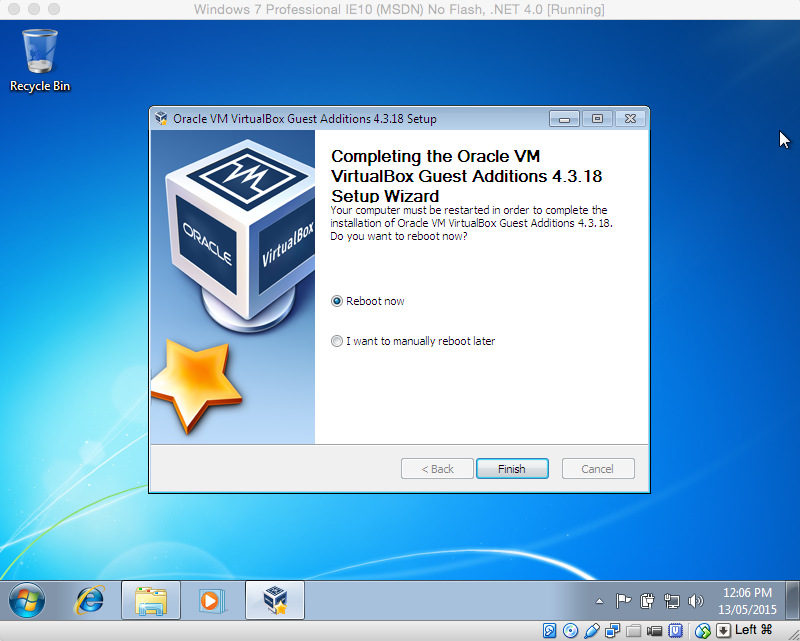 Windows 7 Professional IE10 (MSDN) No Flash, .NET 4.0 [Running]
Recycle Bin
Oracle VM VirtualBox Guest Additions 4.3.18 Setup
ORACLE
VirtualBox
Completing the Oracle VM
VirtualBox Guest Additions 4.3.18
Setup Wizard
Your computer must be restarted in order to complete the
installation of Oracle VM VirtualBox Guest Additions 4.3.18.
Do you want to reboot now?
Reboot now
I want to manually reboot later
< Back
Finish
Cancel
12:06 PM
13/05/2015
Left ⌘